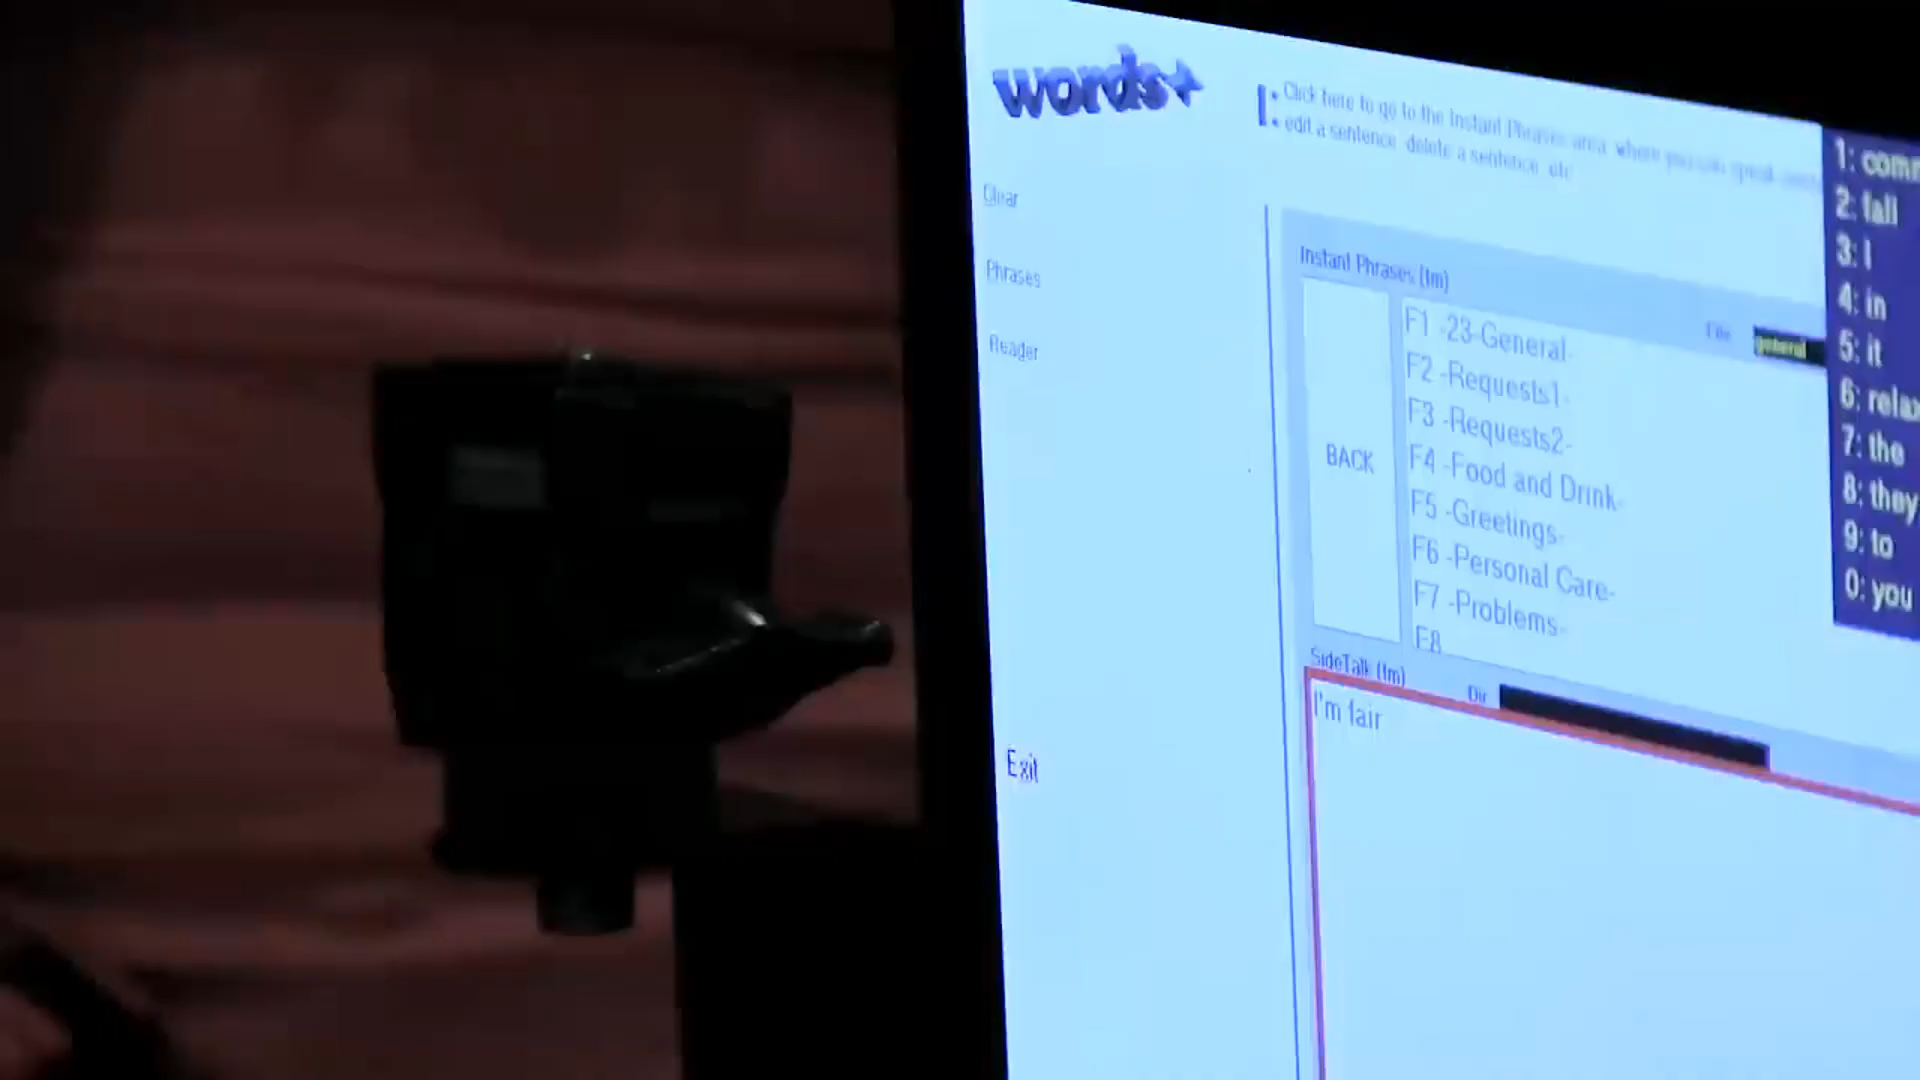 words+
I: Click here to go to the Instant Phrases area where you can speak
edit a sentence delete a sentence etc
Clear
Phrases
Reader
Exit
Instant Phrases (tm)
File general
BACK
F1 -23-General-
F2 -Requests1-
F3 -Requests2-
F4 -Food and Drink-
F5 -Greetings-
F6 -Personal Care-
F7 -Problems-
F8
SideTalk (tm)
Dir
I'm fair
1: com
2: fall
3: I
4: in
5: it
6: relax
7: the
8: they
9: to
0: you